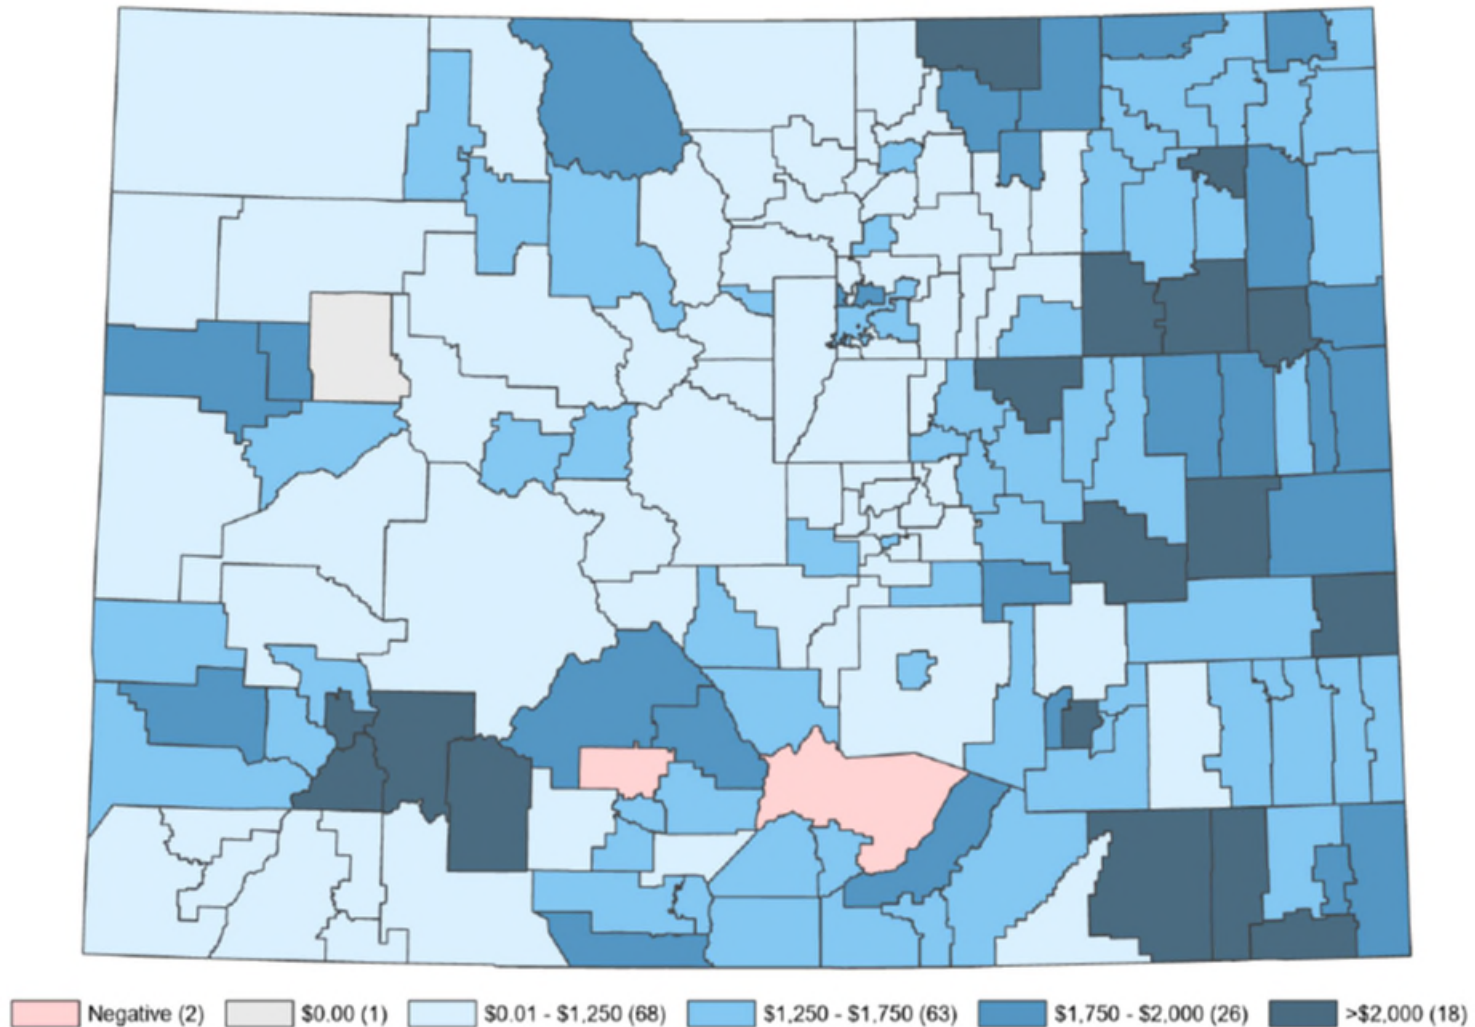 Negative (2) $0.00 (1) $0.01 - $1,250 (68) $1,250 - $1,750 (63) $1,750 - $2,000 (26) >$2,000 (18)